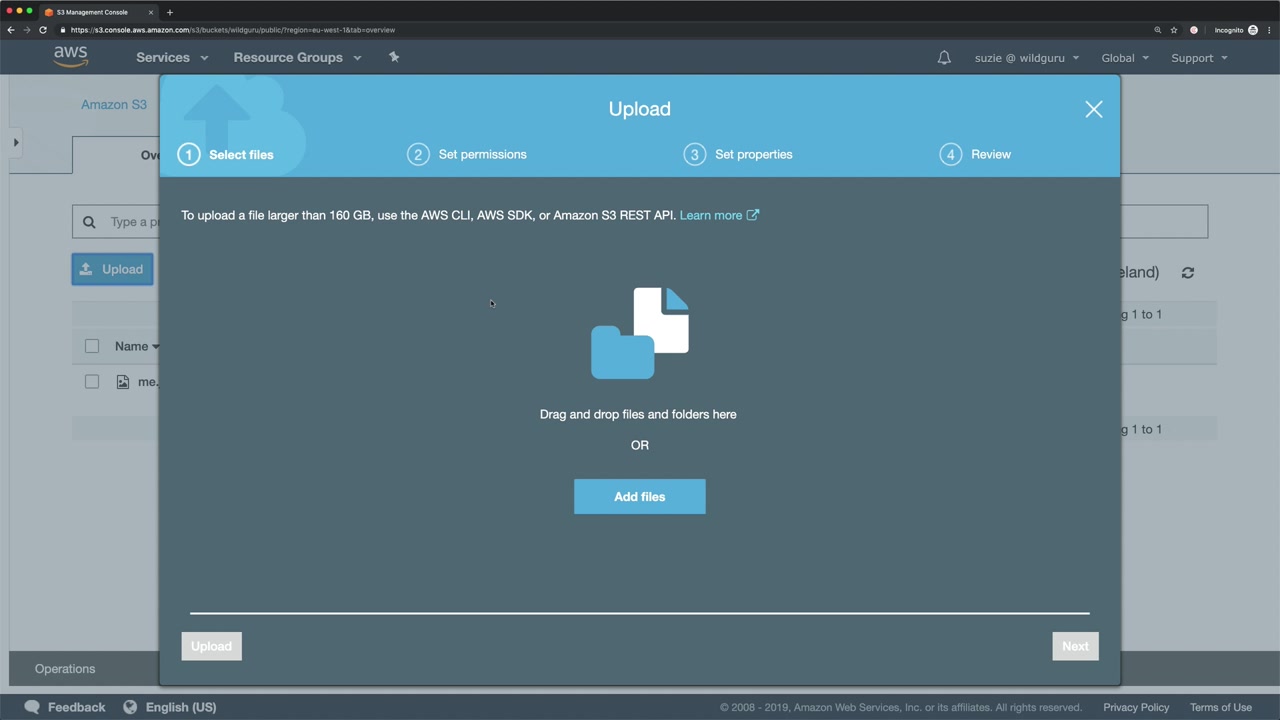 S3 Management Console
https://s3.console.aws.amazon.com/s3/buckets/wildguru/public/?region=eu-west-1&tab=overview
Incognito
aws
Services
Resource Groups
suzie @ wildguru
Global
Support
Amazon S3
Upload
1 Select files
2 Set permissions
3 Set properties
4 Review
To upload a file larger than 160 GB, use the AWS CLI, AWS SDK, or Amazon S3 REST API. Learn more
Type a
Upload
1 to 1
Name
me.
Drag and drop files and folders here
OR
1 to 1
Add files
Upload
Next
Operations
Feedback
English (US)
© 2008 - 2019, Amazon Web Services, Inc. or its affiliates. All rights reserved.
Privacy Policy
Terms of Use